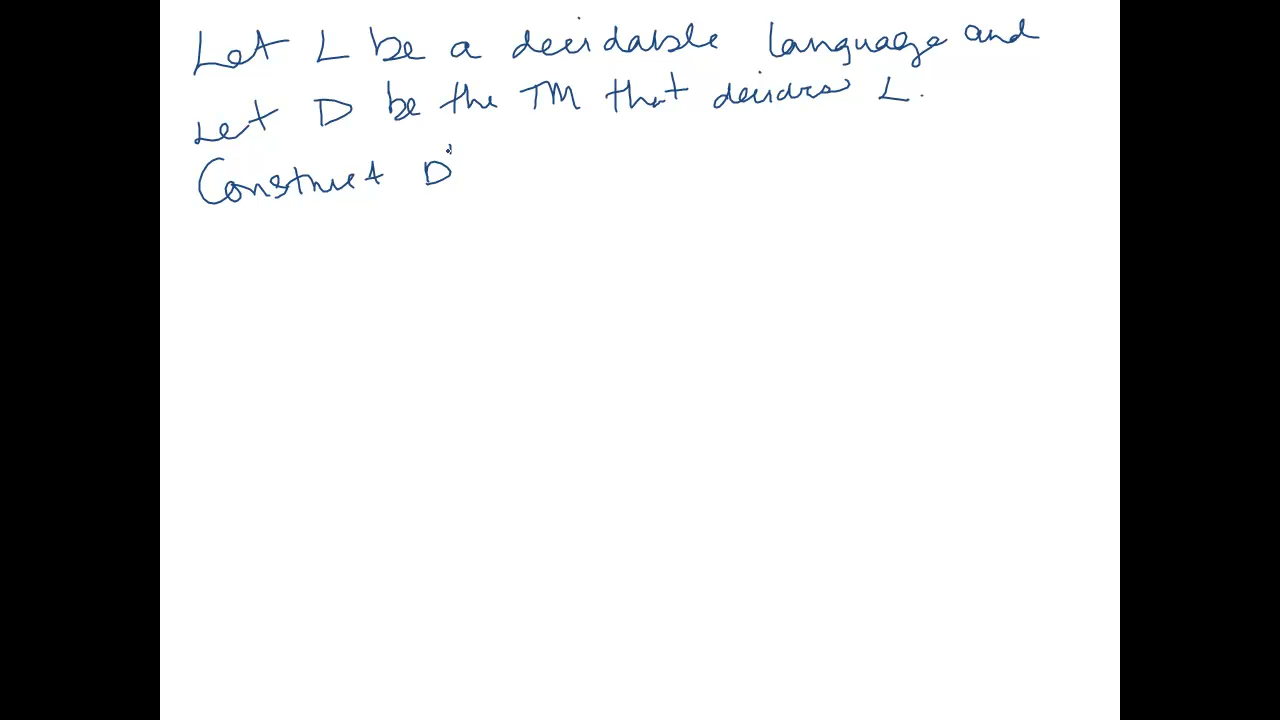 Let L be a decidable language and
Let D be the TM that decides L.
Construct D'